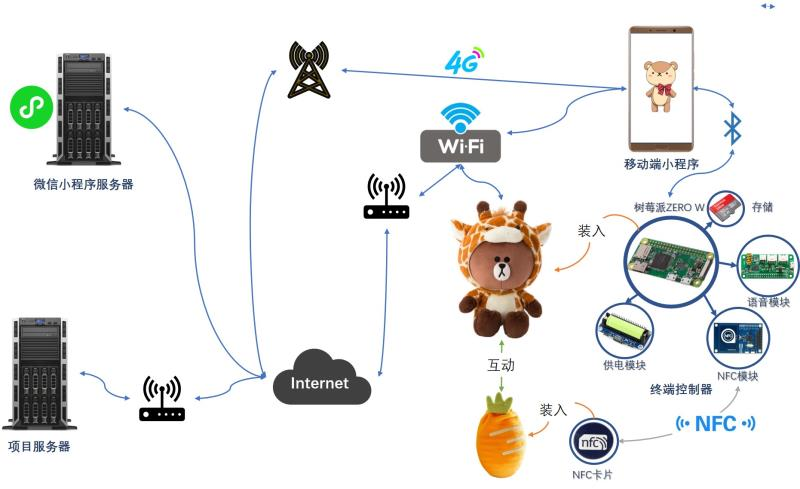 4G
Wi-Fi
微信小程序服务器
移动端小程序
树莓派ZERO W
存储
装入
语音模块
供电模块
NFC模块
终端控制器
互动
Internet
项目服务器
装入
NFC
nfc
NFC卡片